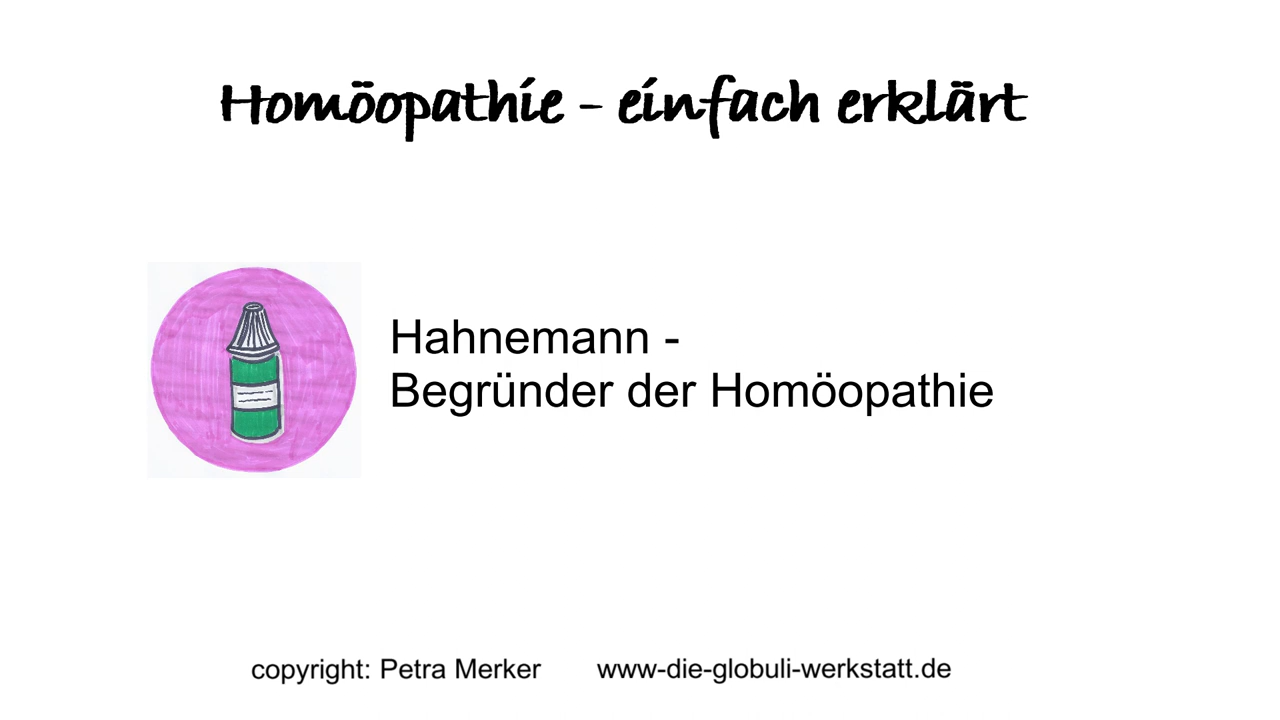 Homöopathie - einfach erklärt
Hahnemann -
Begründer der Homöopathie
copyright: Petra Merker www-die-globuli-werkstatt.de